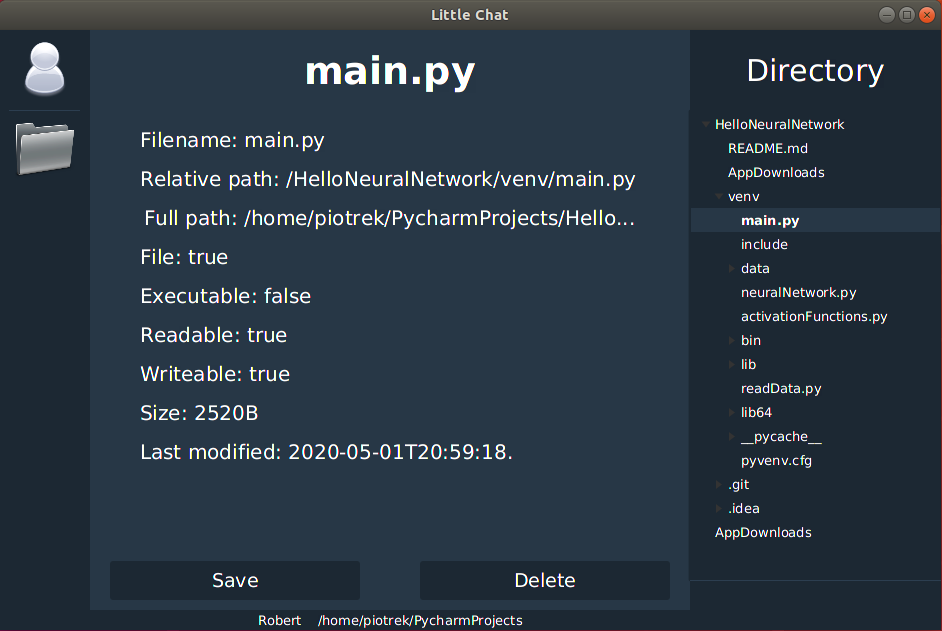 Little Chat
main.py
Filename: main.py
Relative path: /HelloNeuralNetwork/venv/main.py
Full path: /home/piotrek/PycharmProjects/Hello...
File: true
Executable: false
Readable: true
Writeable: true
Size: 2520B
Last modified: 2020-05-01T20:59:18.
Save
Delete
Directory
HelloNeuralNetwork
README.md
AppDownloads
venv
main.py
include
data
neuralNetwork.py
activationFunctions.py
bin
lib
readData.py
lib64
__pycache__
pyvenv.cfg
.git
.idea
AppDownloads
Robert /home/piotrek/PycharmProjects